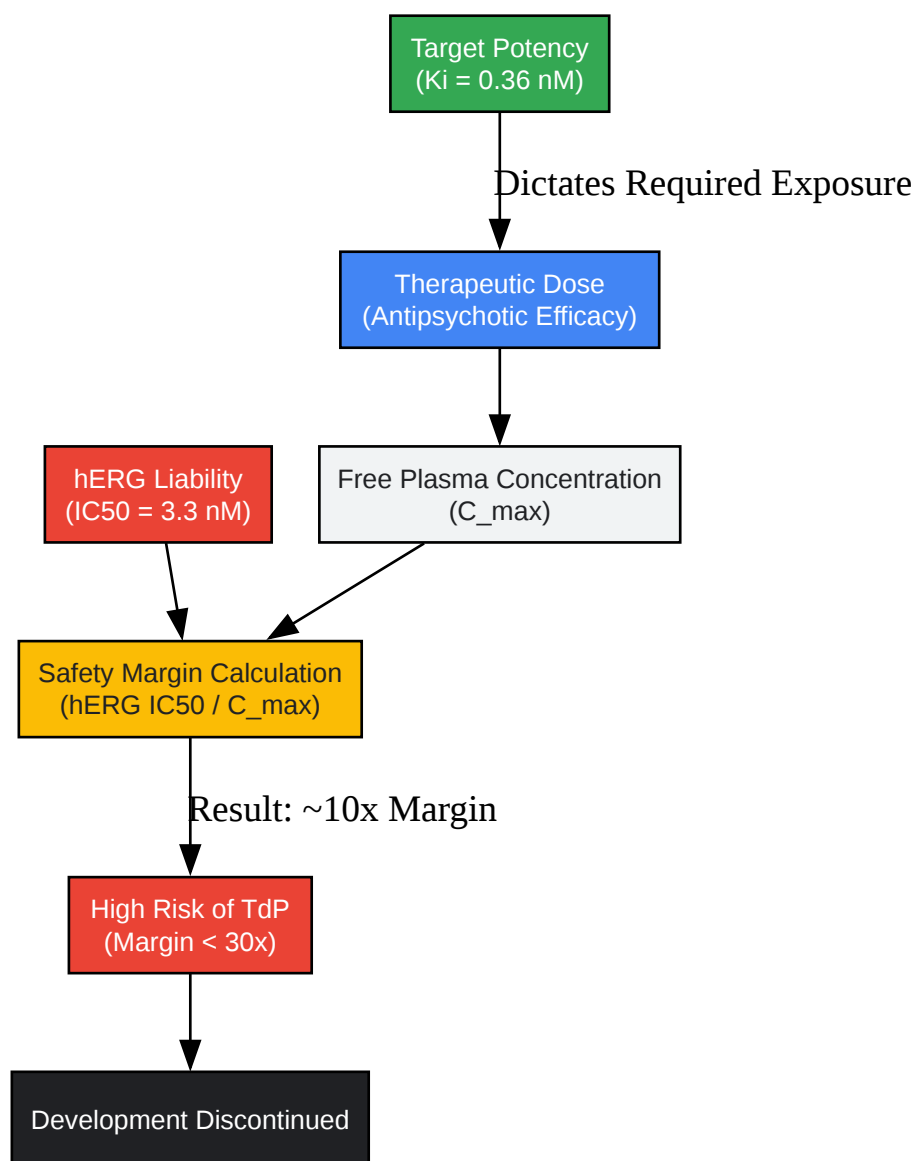 Target Potency
(Ki = 0.36 nM)
Dictates Required Exposure
Therapeutic Dose
(Antipsychotic Efficacy)
hERG Liability
(IC50 = 3.3 nM)
Free Plasma Concentration
(C_max)
Safety Margin Calculation
(hERG IC50 / C_max)
Result: ~10x Margin
High Risk of TdP
(Margin < 30x)
Development Discontinued